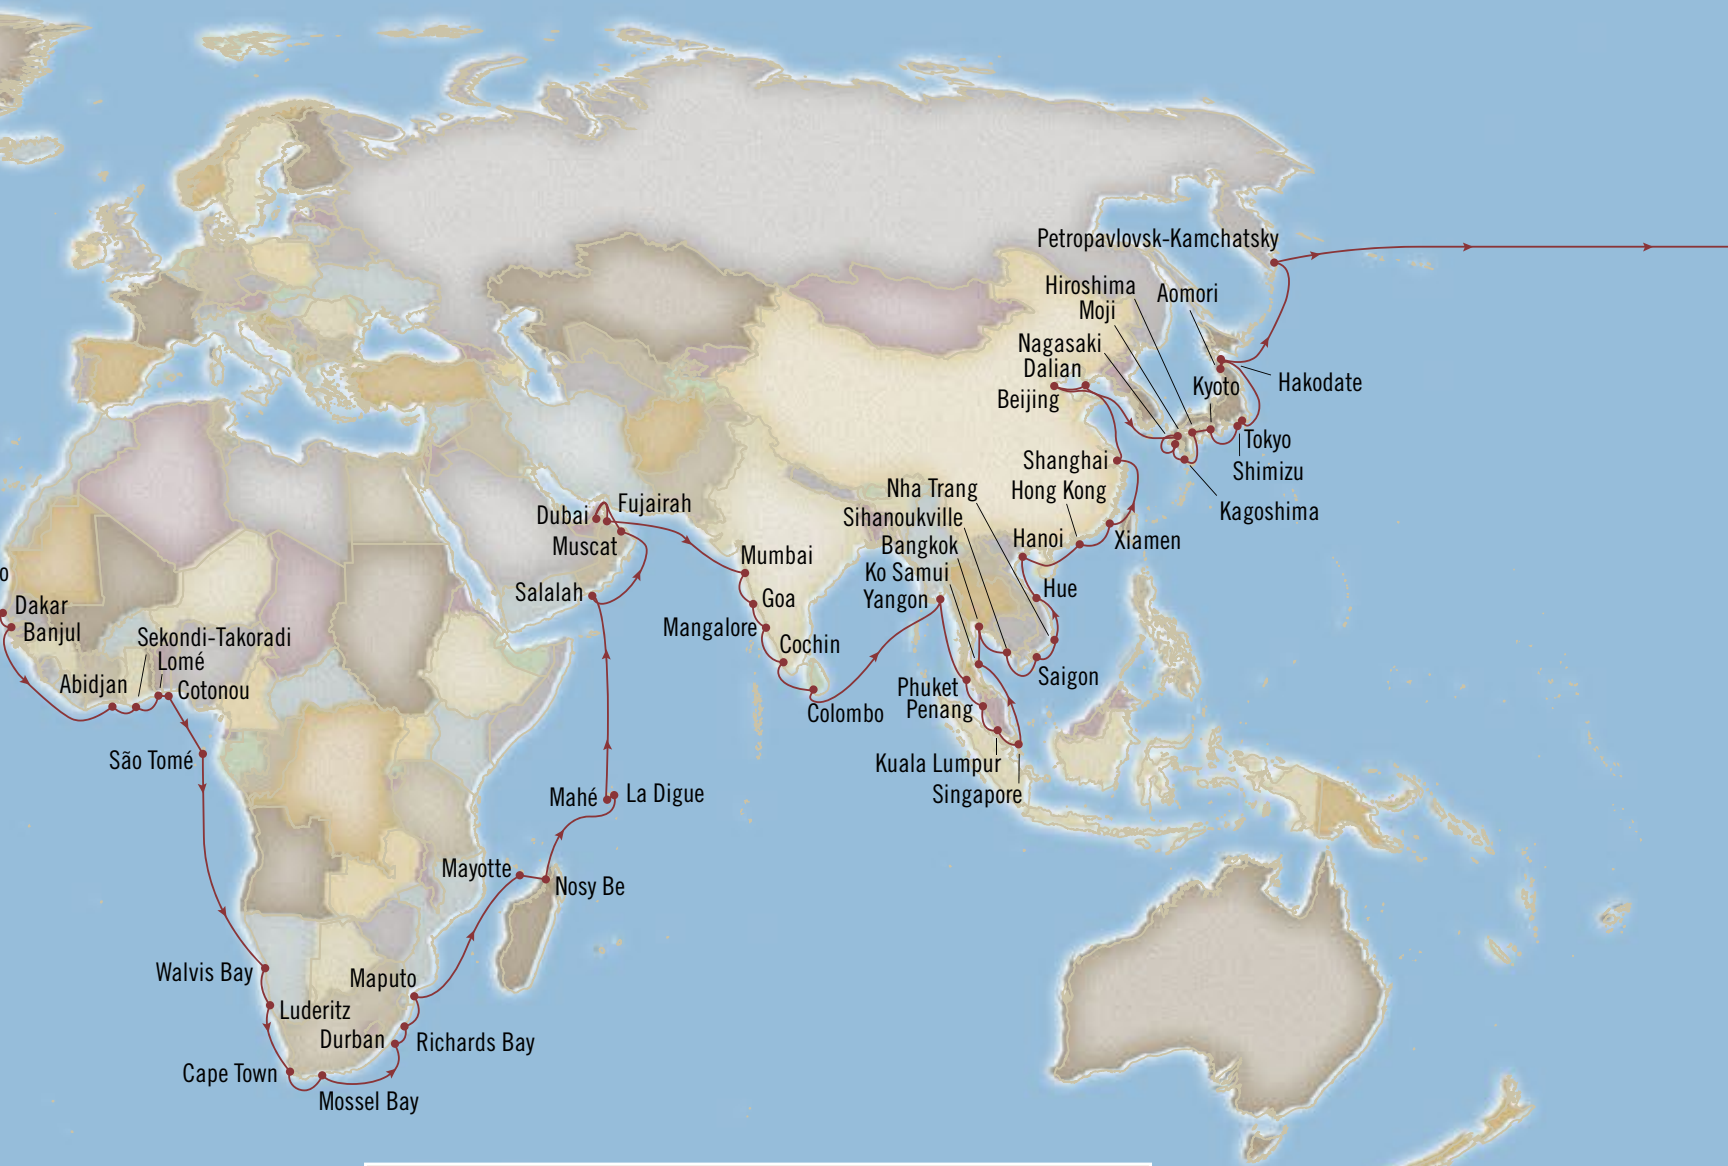 Petropavlovsk-Kamchatsky
Hiroshima
Aomori
Moji
Nagasaki
Dalian
Beijing
Kyoto
Hakodate
Tokyo
Shimizu
Kagoshima
Shanghai
Hong Kong
Xiamen
Nha Trang
Sihanoukville
Bangkok
Ko Samui
Yangon
Hanoi
Hue
Saigon
Phuket
Penang
Kuala Lumpur
Singapore
Dubai
Fujairah
Muscat
Salalah
Mumbai
Goa
Mangalore
Cochin
Colombo
o
Dakar
Banjul
Sekondi-Takoradi
Lomé
Abidjan
Cotonou
São Tomé
Mahé
La Digue
Mayotte
Nosy Be
Walvis Bay
Luderitz
Maputo
Durban
Richards Bay
Cape Town
Mossel Bay